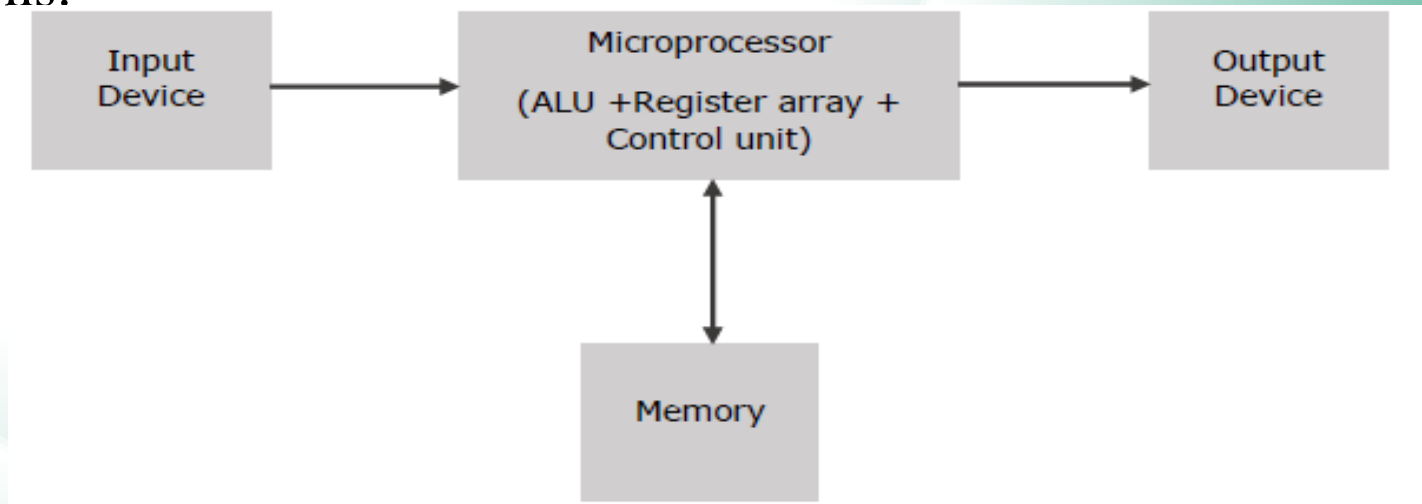 Input
Device
Microprocessor
(ALU +Register array +
Control unit)
Output
Device
Memory